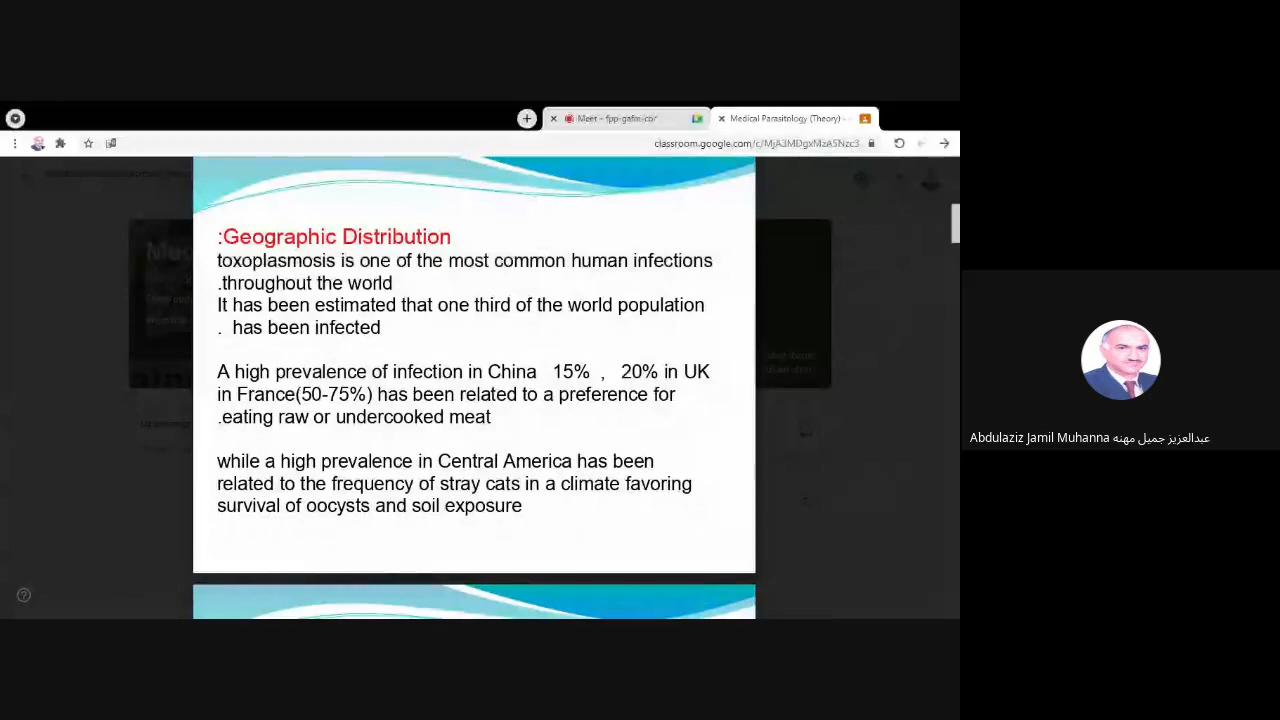 Meet – fpp-gafm-cor
Medical Parasitology (Theory) -
classroom.google.com/c/MjA3MDgxMzA5Nzc3
:Geographic Distribution
toxoplasmosis is one of the most common human infections
.throughout the world
It has been estimated that one third of the world population
. has been infected
A high prevalence of infection in China 15% , 20% in UK
in France(50-75%) has been related to a preference for
.eating raw or undercooked meat
while a high prevalence in Central America has been
related to the frequency of stray cats in a climate favoring
survival of oocysts and soil exposure
Abdulaziz Jamil Muhanna عبدالعزيز جميل مهنه